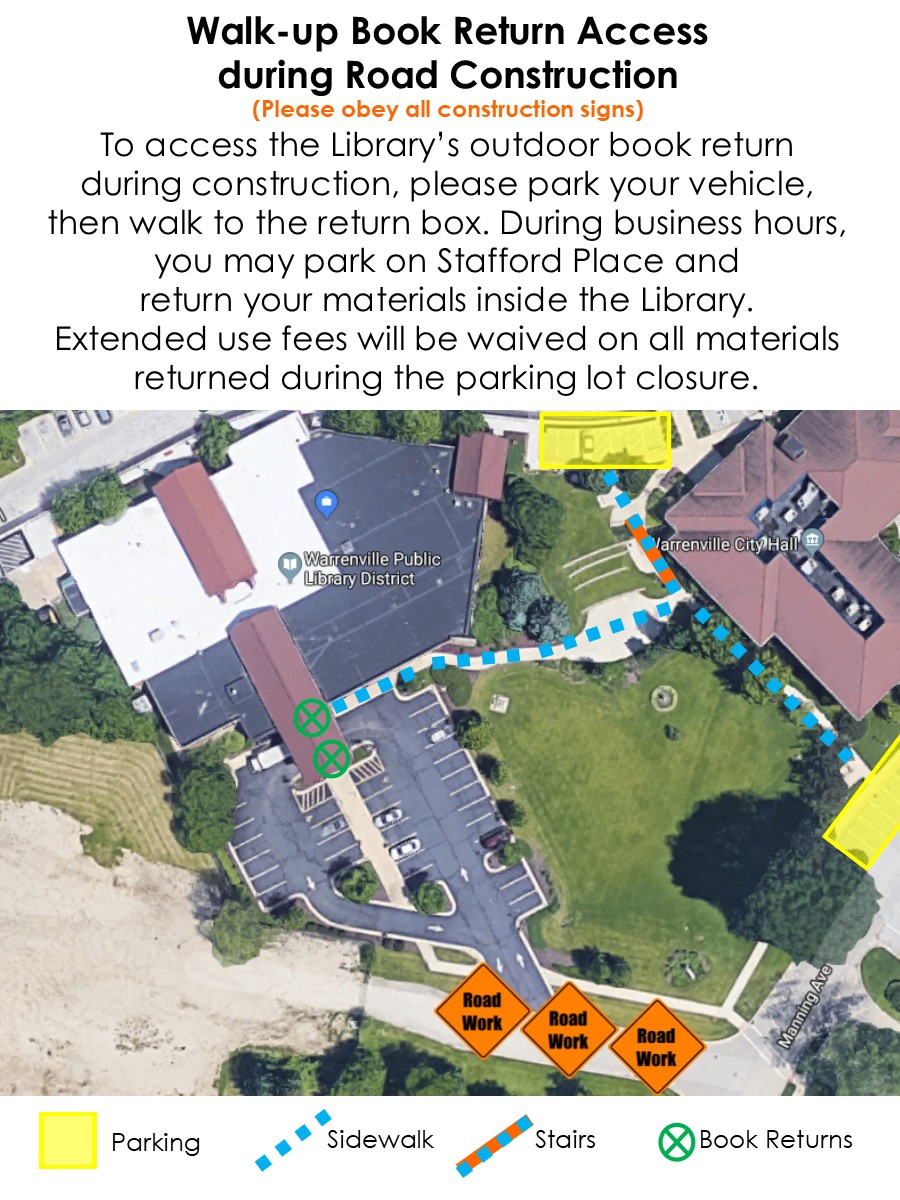 Walk-up Book Return Access
during Road Construction
(Please obey all construction signs)
To access the Library’s outdoor book return
during construction, please park your vehicle,
then walk to the return box. During business hours,
you may park on Stafford Place and
return your materials inside the Library.
Extended use fees will be waived on all materials
returned during the parking lot closure.
Warrenville City Hall
Warrenville Public
Library District
Manning Ave
Road
Work
Road
Work
Road
Work
Parking
Sidewalk
Stairs
Book Returns